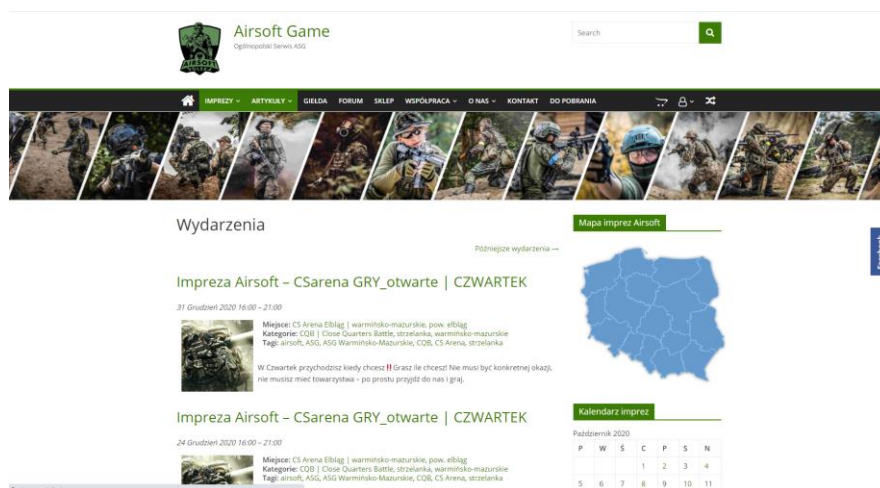 Airsoft Game
Ogólnopolski Serwis ASG
Search
AIRSOFT
IMPREZY
ARTYKUŁY
GIEŁDA
FORUM
SKLEP
WSPÓŁPRACA
O NAS
KONTAKT
DO POBRANIA
Wydarzenia
Późniejsze wydarzenia →
Impreza Airsoft – CSarena GRY_otwarte | CZWARTEK
31 Grudzień 2020 16:00 – 21:00
Miejsce: CS Arena Elbląg | warmińsko-mazurskie, pow. elbląg
Kategorie: CQB | Close Quarters Battle, strzelanka, warmińsko-mazurskie
Tagi: airsoft, ASG, ASG Warmińsko-Mazurskie, CQB, CS Arena, strzelanka
W Czwartek przychodzisz kiedy chcesz ‼ Grasz ile chcesz! Nie musi być konkretnej okazji,
nie musisz mieć towarzystwa – po prostu przyjdź do nas i graj.
Impreza Airsoft – CSarena GRY_otwarte | CZWARTEK
24 Grudzień 2020 16:00 – 21:00
Miejsce: CS Arena Elbląg | warmińsko-mazurskie, pow. elbląg
Kategorie: CQB | Close Quarters Battle, strzelanka, warmińsko-mazurskie
Tagi: airsoft, ASG, ASG Warmińsko-Mazurskie, CQB, CS Arena, strzelanka
Mapa imprez Airsoft
Kalendarz imprez
Październik 2020
P W Ś C P S N
1 2 3 4
5 6 7 8 9 10 11
Facebook